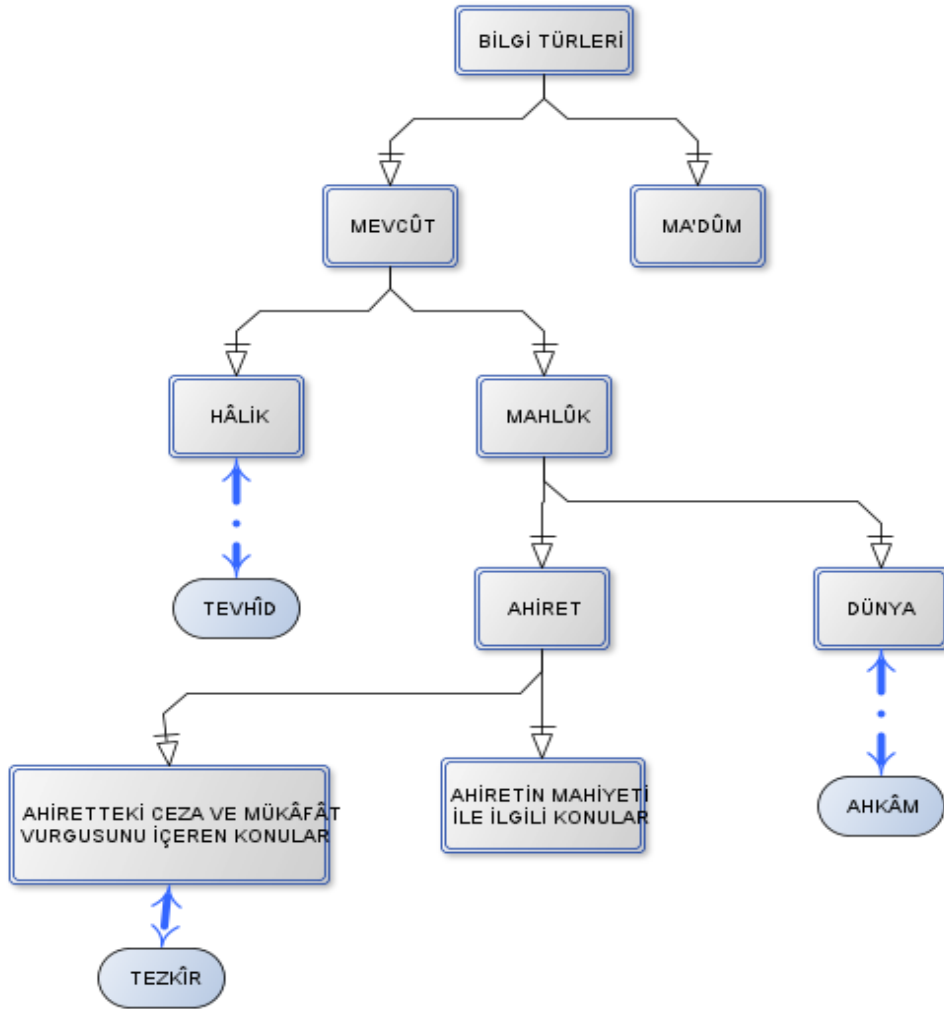 BİLGİ TÜRLERİ
MEVCÛT
MA'DÛM
HÂLİK
MAHLÛK
TEVHÎD
AHİRET
DÜNYA
AHİRETTEKİ CEZA VE MÜKÂFÂT
VURGUSUNU İÇEREN KONULAR
AHİRETİN MAHİYETİ
İLE İLGİLİ KONULAR
AHKÂM
TEZKÎR